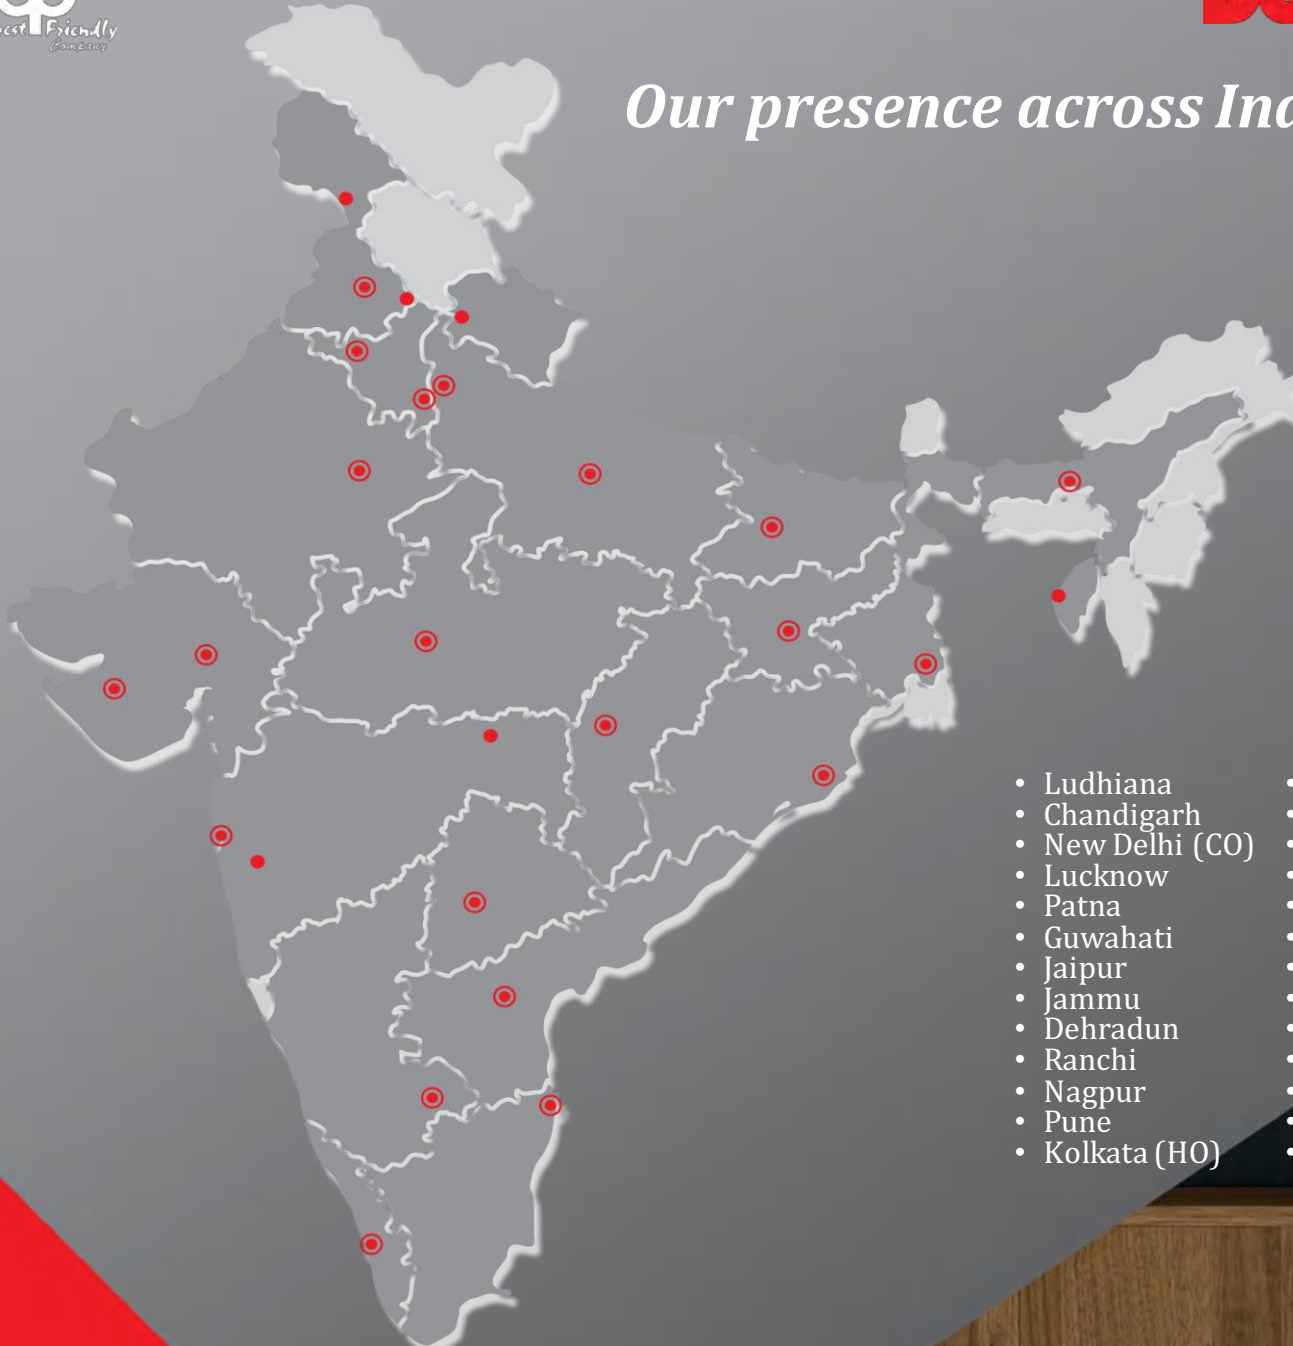 Friendly
Company
Our presence across
• Ludhiana
• Chandigarh
• New Delhi (CO)
• Lucknow
• Patna
• Guwahati
• Jaipur
• Jammu
• Dehradun
• Ranchi
• Nagpur
• Pune
• Kolkata (HO)